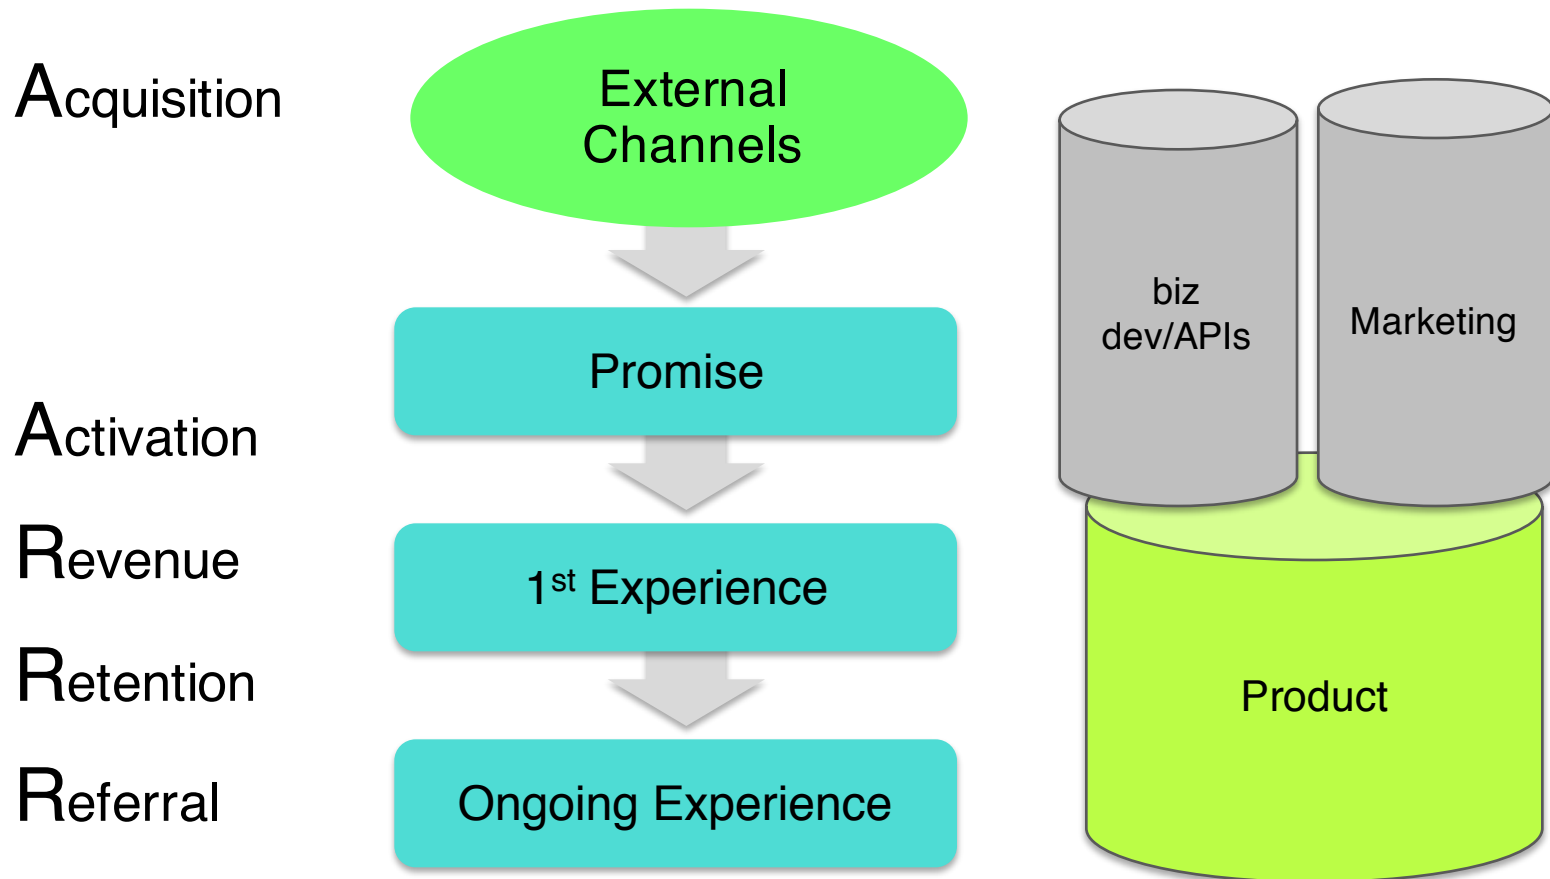 Acquisition
External
Channels
biz
dev/APIs
Marketing
Promise
Activation
Revenue
1st Experience
Retention
Product
Referral
Ongoing Experience